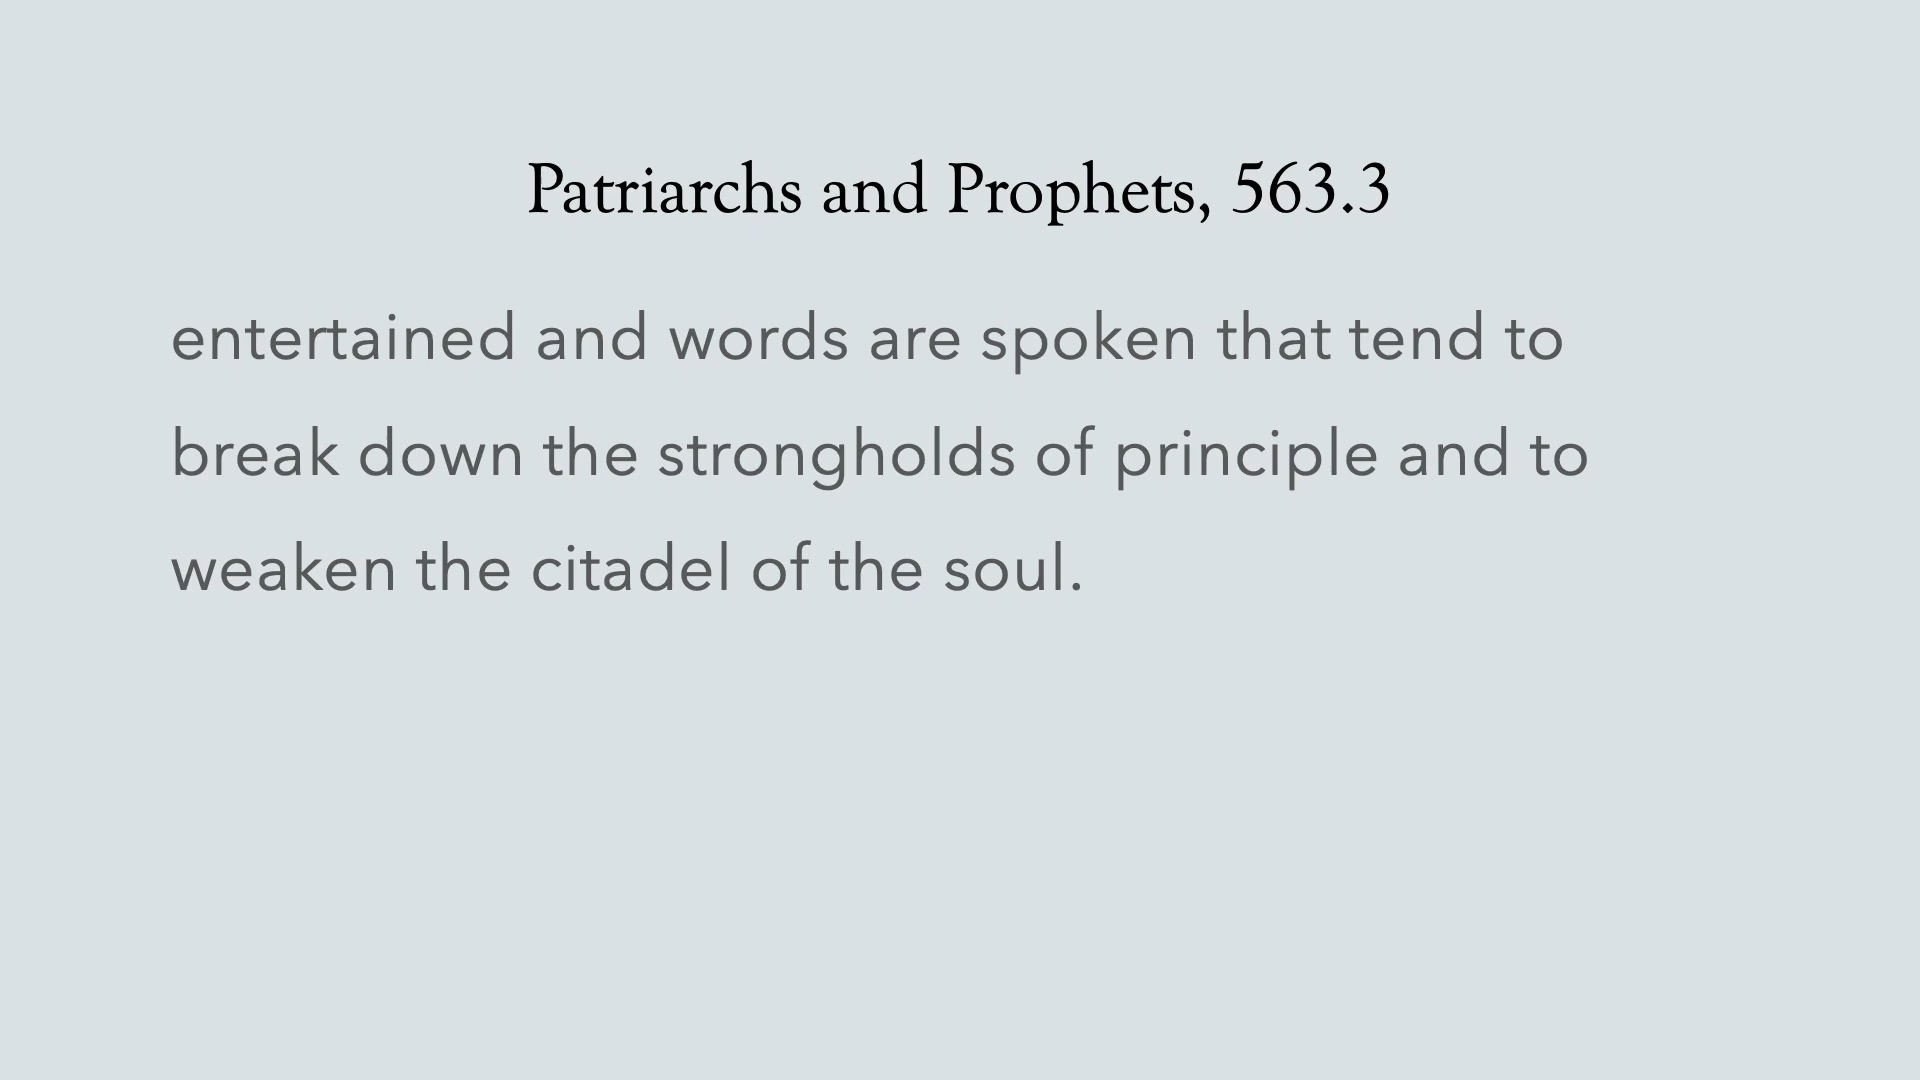 Patriarchs and Prophets, 563.3
entertained and words are spoken that tend to
break down the strongholds of principle and to
weaken the citadel of the soul.